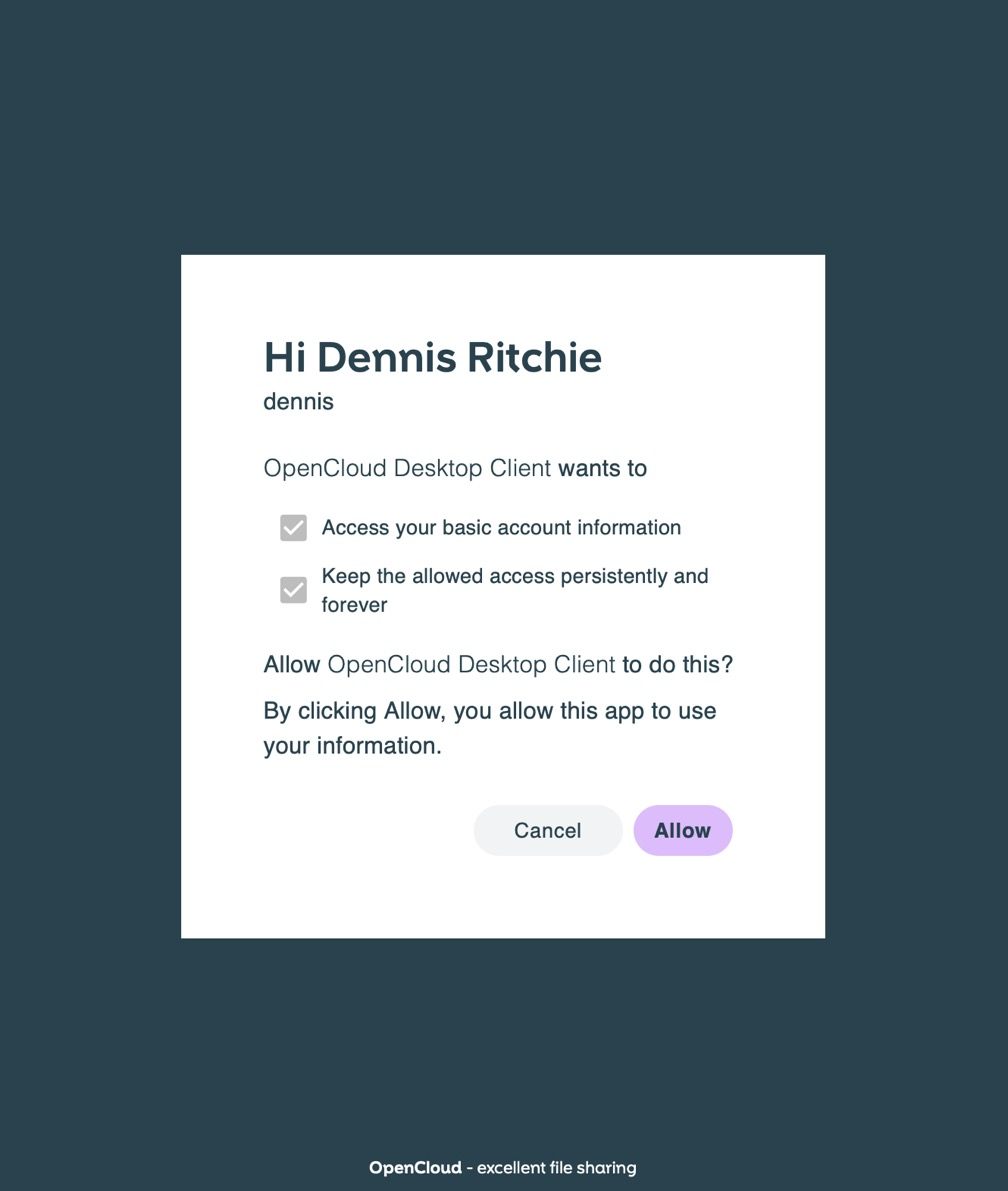 Hi Dennis Ritchie
dennis
OpenCloud Desktop Client wants to
Access your basic account information
Keep the allowed access persistently and
forever
Allow OpenCloud Desktop Client to do this?
By clicking Allow, you allow this app to use
your information.
Cancel Allow
OpenCloud - excellent file sharing